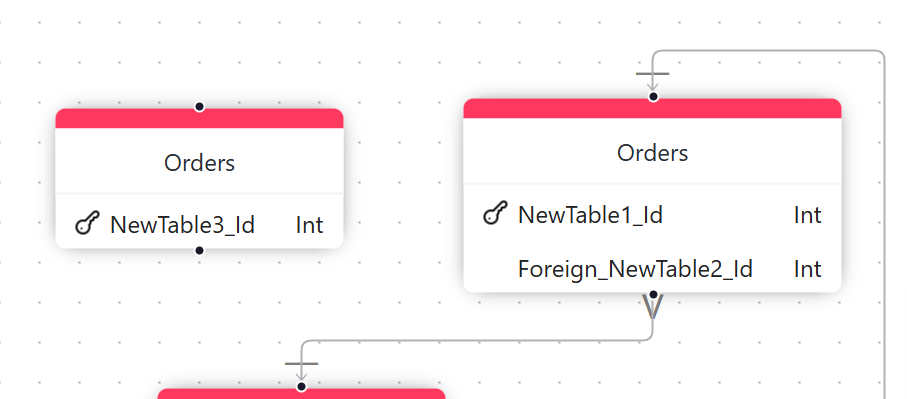 Orders
NewTable3_Id Int
Orders
NewTable1_Id Int
Foreign_NewTable2_Id Int